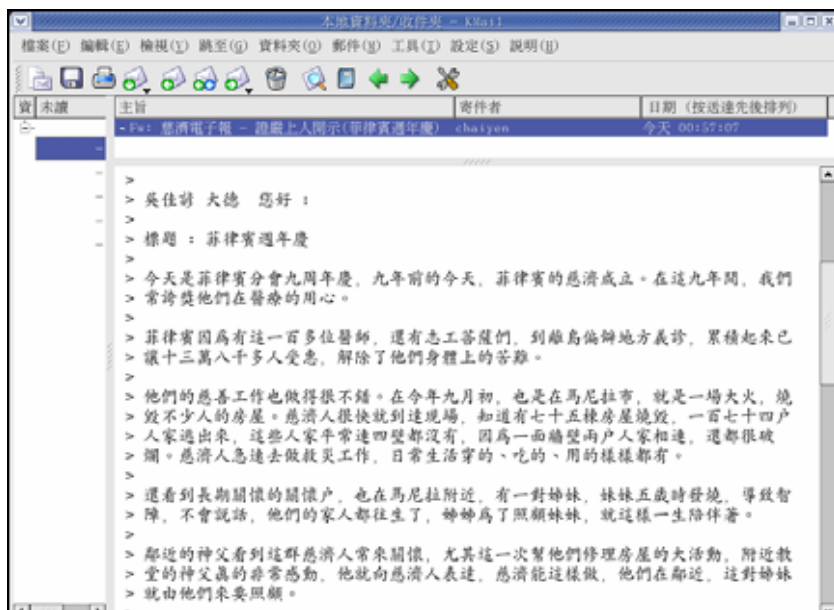 本地資料夾/收件夾 - KMail
檔案(F) 編輯(E) 檢視(V) 跳至(G) 資料夾(O) 郵件(M) 工具(T) 設定(S) 說明(H)
資 未讀 主旨 寄件者 日期 (按送達先後排列)
Fw: 慈濟電子報 - 證嚴上人開示(菲律賓週年慶) chaiyen 今天 00:57:07
>
> 吳佳 大德 您好 :
>
> 標題 : 菲律賓週年慶
>
> 今天是菲律賓分會九周年慶, 九年前的今天, 菲律賓的慈濟成立。在這九年間, 我們
> 常誇獎他們在醫療的用心。
>
> 菲律賓因為有這一百多位醫師, 還有志工菩薩們, 到離島偏僻地方義診, 累積起來已
> 讓十三萬八千多人受惠, 解除了他們身體上的苦難。
>
> 他們的慈善工作也做得很不錯。在今年九月初, 也是在馬尼拉市, 就是一場大火, 燒
> 毀不少人的房屋。慈濟人很快就到達現場, 知道有七十五棟房屋燒毀, 一百七十四戶
> 人家逃出來, 這些人家平常連四壁都沒有, 因為一面牆壁兩戶人家相連, 還都很破
> 爛。慈濟人急速去做救災工作, 日常生活穿的、吃的、用的樣樣都有。
>
> 還看到長期關懷的關懷戶, 也在馬尼拉附近, 有一對姊妹, 妹妹五歲時發燒, 導致智
> 障, 不會說話, 他們的家人都往生了, 姊姊為了照顧妹妹, 就這樣一生陪伴著。
>
> 鄰近的神父看到這群慈濟人常來關懷, 尤其這一次幫他們修理房屋的大活動, 附近教
> 堂的神父真的非常感動, 他就向慈濟人表達, 慈濟能這樣做, 他們在鄰近, 這對姊妹
> 就由他們來要照顧。